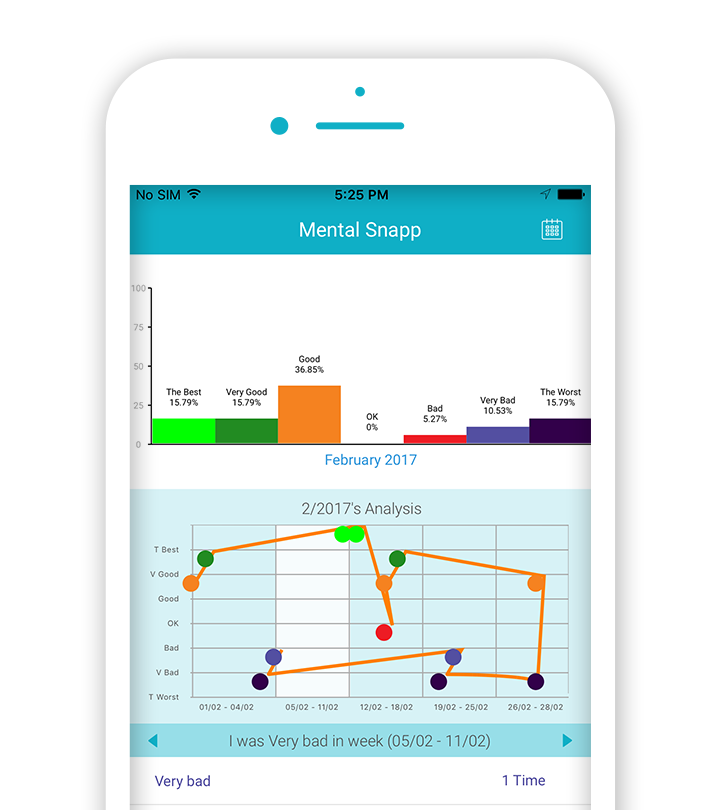 No SIM 5:25 PM
Mental Snapp
100
75
50
25
0
The Best
15.79%
Very Good
15.79%
Good
36.85%
OK
0%
Bad
5.27%
Very Bad
10.53%
The Worst
15.79%
February 2017
2/2017's Analysis
T Best
V Good
Good
OK
Bad
V Bad
T Worst
01/02 - 04/02 05/02 - 11/02 12/02 - 18/02 19/02 - 25/02 26/02 - 28/02
I was Very bad in week (05/02 - 11/02)
Very bad 1 Time